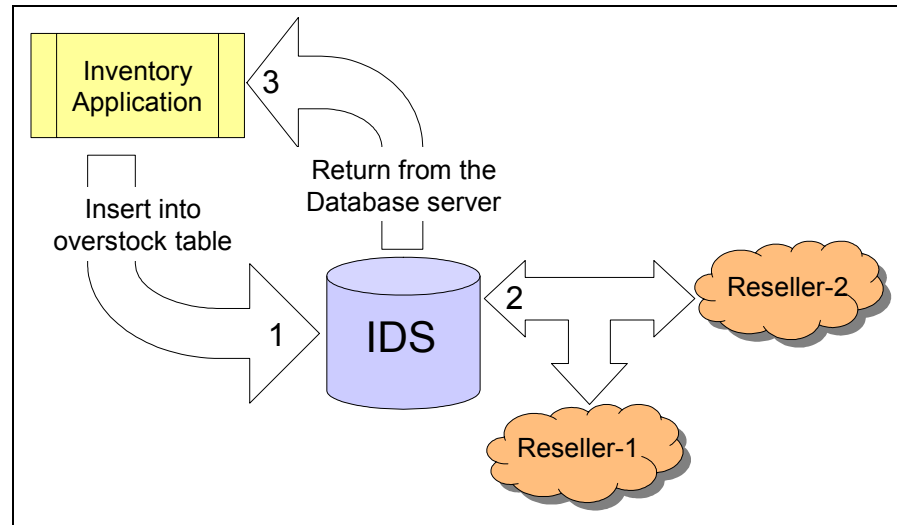 Inventory
Application
3
Return from the
Database server
Insert into
overstock table
1
IDS
2
Reseller-2
Reseller-1